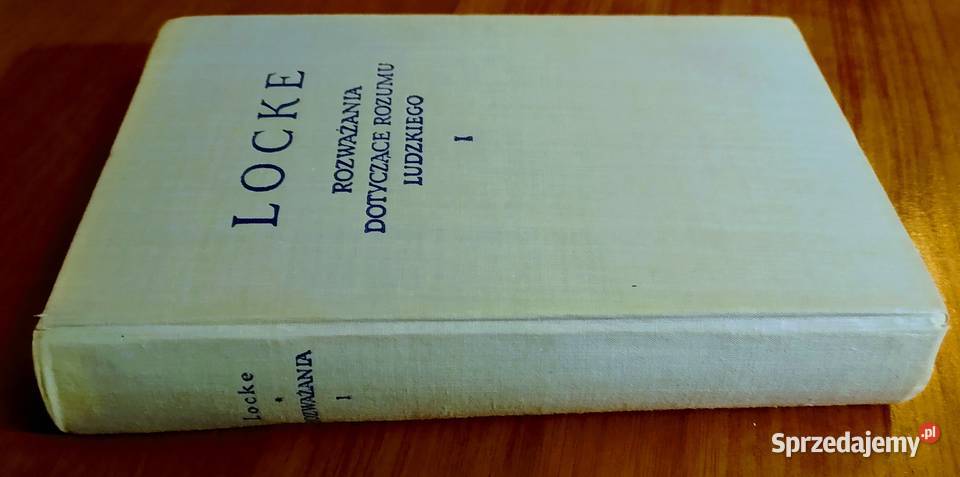 LOCKE
ROZWAŻANIA
DOTYCZĄCE ROZUMU
LUDZKIEGO
I
Locke
*
ROZWAŻANIA
I
Sprzedajemy.pl